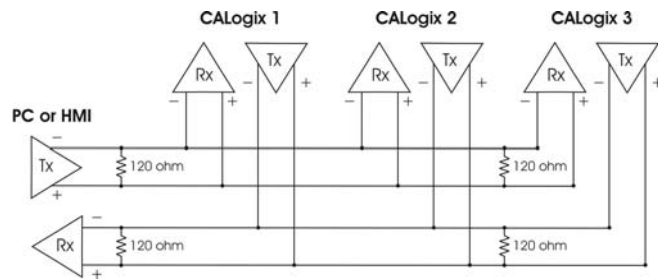 CALogix 1 CALogix 2 CALogix 3
Rx Tx Rx Tx Rx Tx
− + − + − + − + − + − +
PC or HMI
−
Tx 120 ohm 120 ohm
+
−
Rx 120 ohm 120 ohm
+